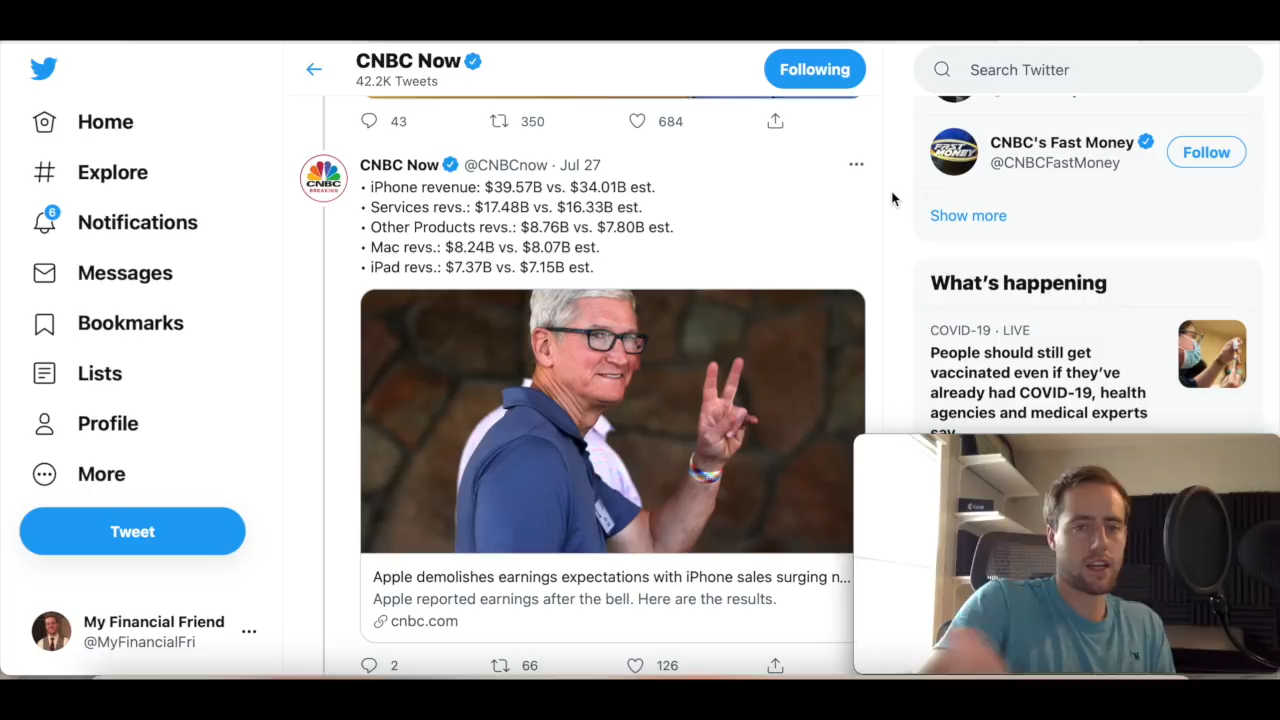 Home
Explore
6
Notifications
Messages
Bookmarks
Lists
Profile
More
Tweet
My Financial Friend
@MyFinancialFri
CNBC Now
42.2K Tweets
Following
43
350
684
CNBC
BREAKING
CNBC Now @CNBCnow · Jul 27
• iPhone revenue: $39.57B vs. $34.01B est.
• Services revs.: $17.48B vs. $16.33B est.
• Other Products revs.: $8.76B vs. $7.80B est.
• Mac revs.: $8.24B vs. $8.07B est.
• iPad revs.: $7.37B vs. $7.15B est.
Apple demolishes earnings expectations with iPhone sales surging n...
Apple reported earnings after the bell. Here are the results.
cnbc.com
2
66
126
Search Twitter
FAST
MONEY
CNBC's Fast Money
@CNBCFastMoney
Follow
Show more
What's happening
COVID-19 · LIVE
People should still get
vaccinated even if they've
already had COVID-19, health
agencies and medical experts
say